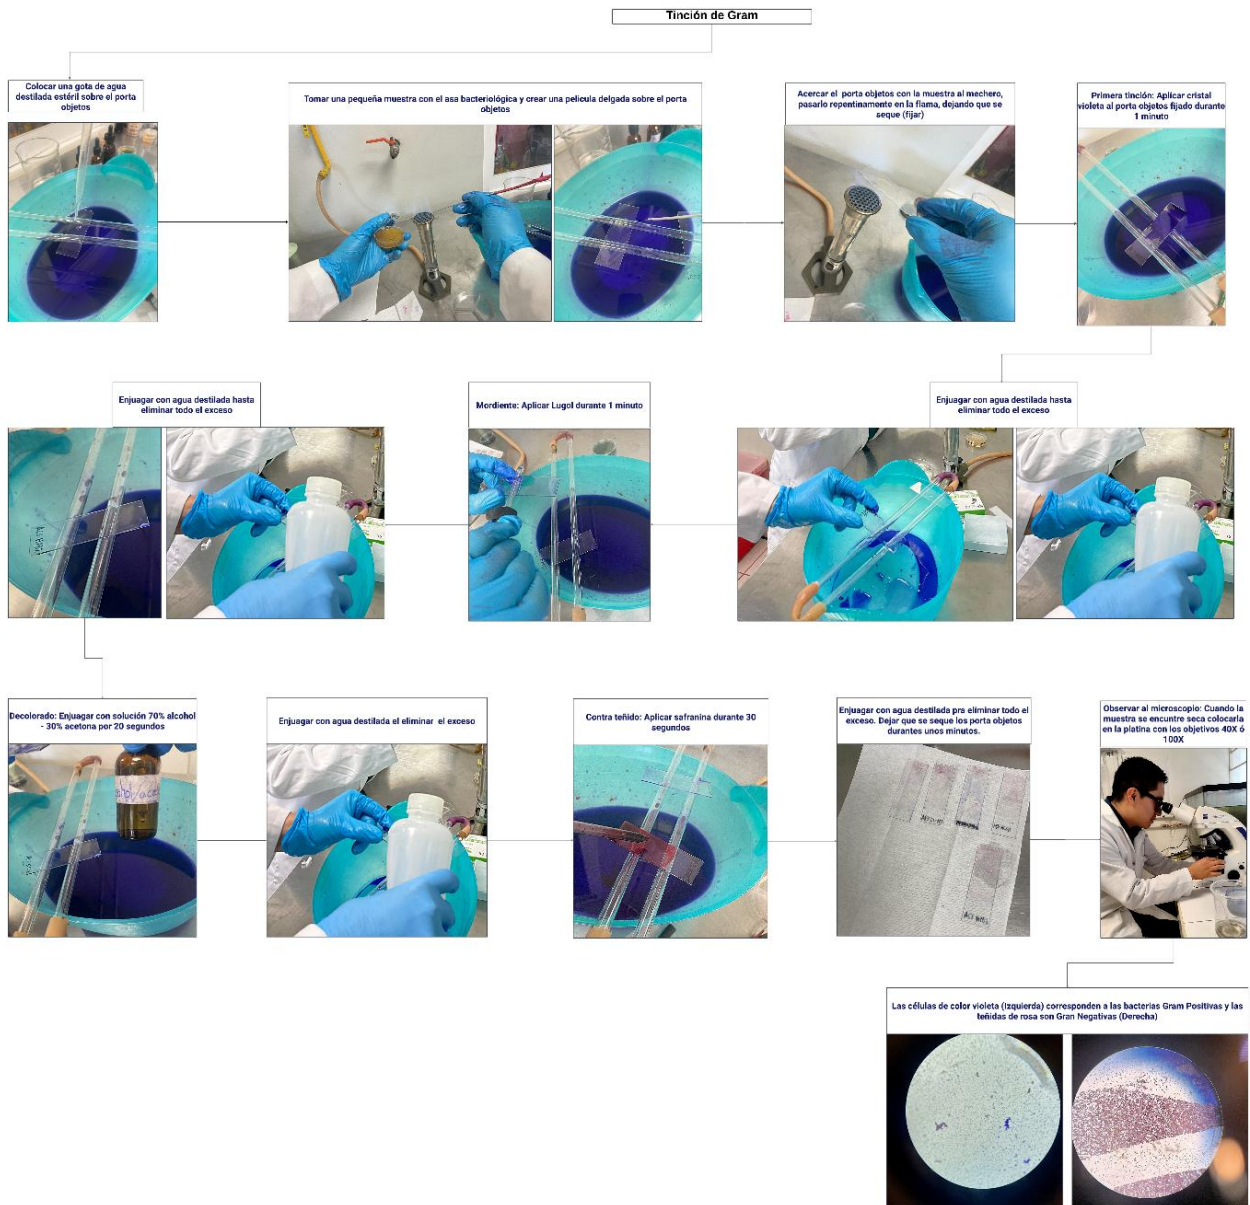 Tinción de Gram
Colocar una gota de agua
destilada estéril sobre el porta
objetos
Tomar una pequeña muestra con el asa bacteriológica y crear una pelicula delgada sobre el porta
objetos
Acercar el porta objetos con la muestra al mechero,
pasarlo repentinamente en la flama, dejando que se
seque (fijar)
Primera tinción: Aplicar cristal
violeta al porta objetos fijado durante
1 minuto
Enjuagar con agua destilada hasta
eliminar todo el exceso
Mordiente: Aplicar Lugol durante 1 minuto
Enjuagar con agua destilada hasta
eliminar todo el exceso
Decolorado: Enjuagar con solución 70% alcohol
- 30% acetona por 20 segundos
Enjuagar con agua destilada el eliminar el exceso
Contra teñido: Aplicar safranina durante 30
segundos
Enjuagar con agua destilada pra eliminar todo el
exceso. Dejar que se seque los porta objetos
durantes unos minutos.
Observar al microscopio: Cuando la
muestra se encuntre seca colocarla
en la platina con los objetivos 40X ó
100X
Las células de color violeta (Izquierda) corresponden a las bacterias Gram Positivas y las
teñidas de rosa son Gran Negativas (Derecha)